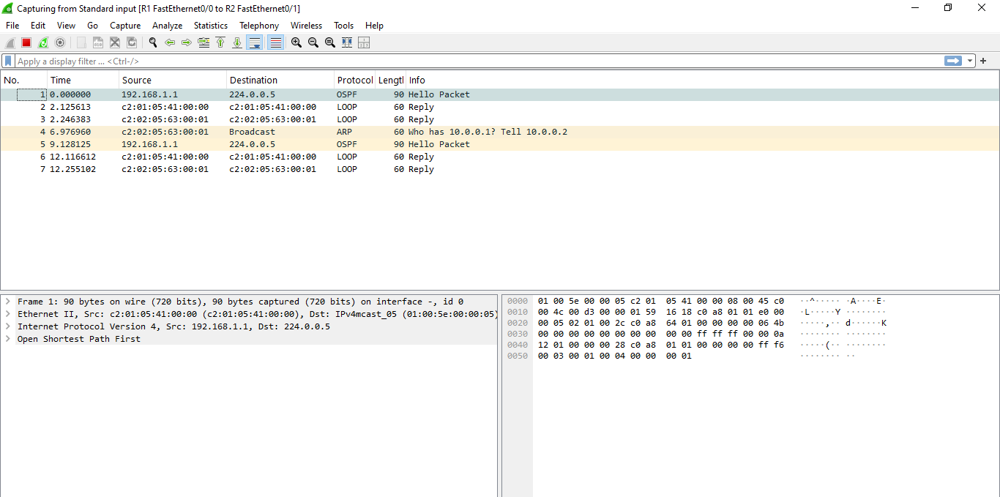 Capturing from Standard input [R1 FastEthernet0/0 to R2 FastEthernet0/1]
File Edit View Go Capture Analyze Statistics Telephony Wireless Tools Help
Apply a display filter ... <Ctrl-/>
No. Time Source Destination Protocol Lengtl Info
1 0.000000 192.168.1.1 224.0.0.5 OSPF 90 Hello Packet
2 2.125613 c2:01:05:41:00:00 c2:01:05:41:00:00 LOOP 60 Reply
3 2.246383 c2:02:05:63:00:01 c2:02:05:63:00:01 LOOP 60 Reply
4 6.976960 c2:02:05:63:00:01 Broadcast ARP 60 Who has 10.0.0.1? Tell 10.0.0.2
5 9.128125 192.168.1.1 224.0.0.5 OSPF 90 Hello Packet
6 12.116612 c2:01:05:41:00:00 c2:01:05:41:00:00 LOOP 60 Reply
7 12.255102 c2:02:05:63:00:01 c2:02:05:63:00:01 LOOP 60 Reply
Frame 1: 90 bytes on wire (720 bits), 90 bytes captured (720 bits) on interface -, id 0
Ethernet II, Src: c2:01:05:41:00:00 (c2:01:05:41:00:00), Dst: IPv4mcast_05 (01:00:5e:00:00:05)
Internet Protocol Version 4, Src: 192.168.1.1, Dst: 224.0.0.5
Open Shortest Path First
0000 01 00 5e 00 00 05 c2 01 05 41 00 00 08 00 45 c0 ··^····· ·A····E·
0010 00 4c 00 d3 00 00 01 59 16 18 c0 a8 01 01 e0 00 ·L·····Y ········
0020 00 05 02 01 00 2c c0 a8 64 01 00 00 00 00 06 4b ·····,·· d······K
0030 00 00 00 00 00 00 00 00 00 00 ff ff ff 00 00 0a ········ ········
0040 12 01 00 00 00 28 c0 a8 01 01 00 00 00 00 ff f6 ·····(·· ········
0050 00 03 00 01 00 04 00 00 00 01 ········ ··